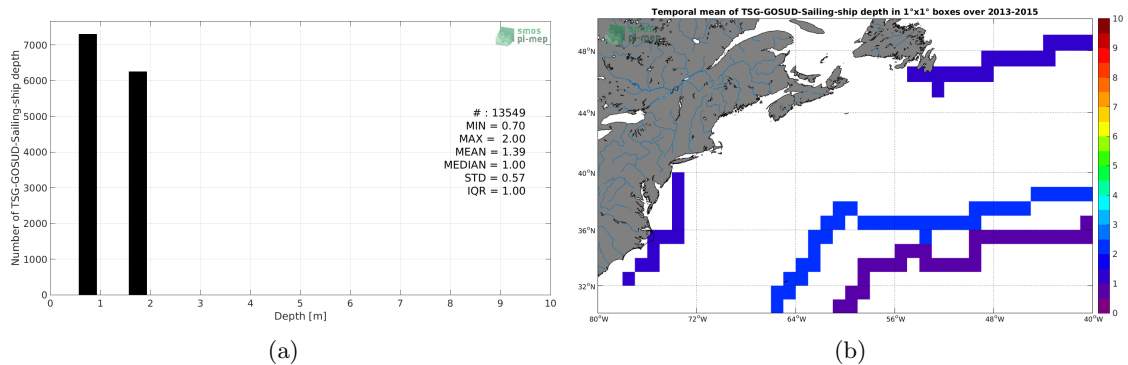 smos
pi-mep
7000
6000
5000
4000
3000
2000
1000
0
Number of TSG-GOSUD-Sailing-ship depth
# : 13549
MIN = 0.70
MAX = 2.00
MEAN = 1.39
MEDIAN = 1.00
STD = 0.57
IQR = 1.00
0 1 2 3 4 5 6 7 8 9 10
Depth [m]
(a)
Temporal mean of TSG-GOSUD-Sailing-ship depth in 1°x1° boxes over 2013-2015
smos
pi-mep
48°N
44°N
40°N
36°N
32°N
80°W 72°W 64°W 56°W 48°W 40°W
10
9
8
7
6
5
4
3
2
1
0
(b)